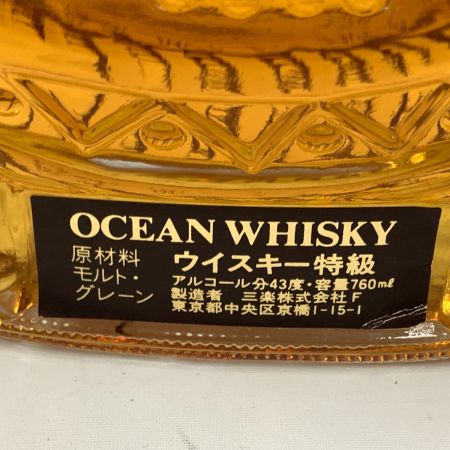 OCEAN WHISKY
原材料
モルト・
グレーン
ウイスキー特級
アルコール分43度・容量760ml
製造者 三楽株式会社F
東京都中央区京橋1-15-1